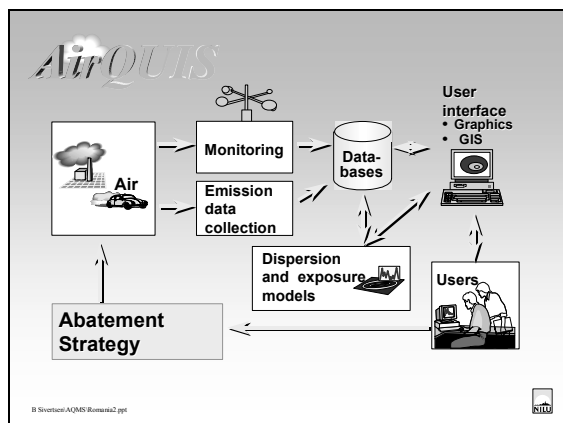 AirQUIS
User
interface
• Graphics
• GIS
Monitoring
Data-
bases
Air
Emission
data
collection
Dispersion
and exposure
models
Users
Abatement
Strategy
B Sivertsen\AQMS\Romania2.ppt
NILU